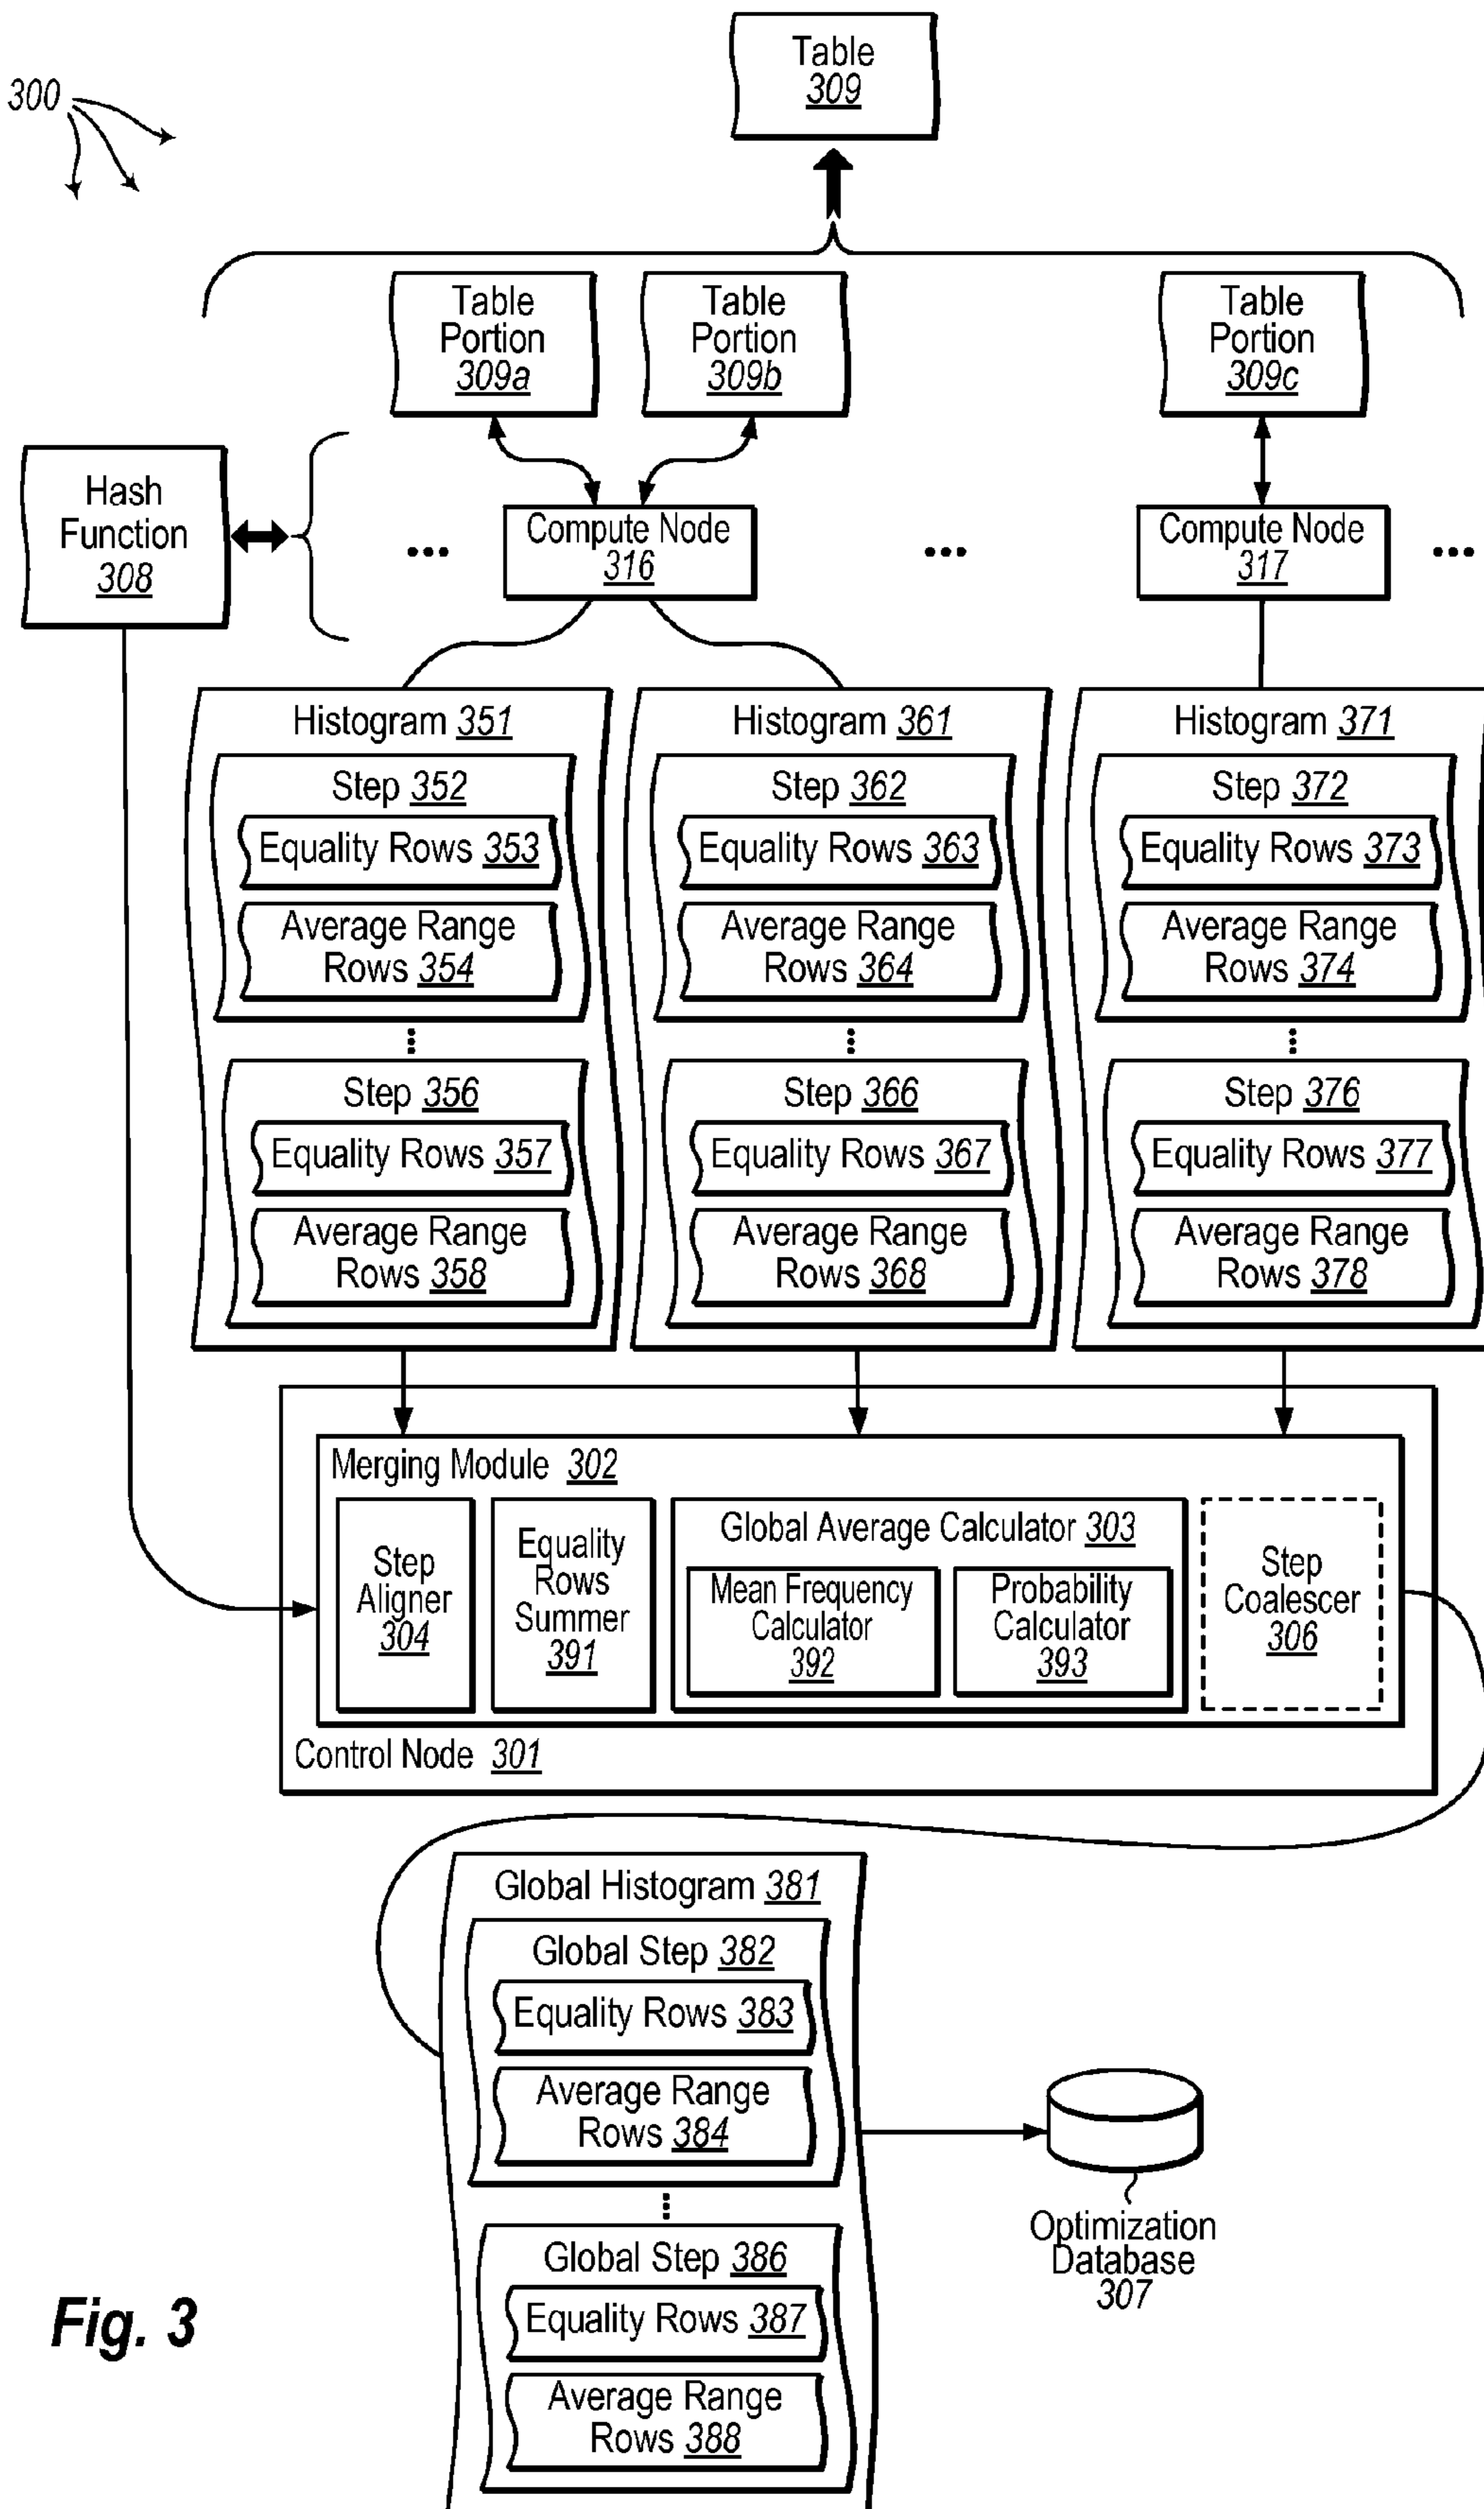 300
Table
309
Table
Portion
309a
Table
Portion
309b
Table
Portion
309c
Hash
Function
308
Compute Node
316
Compute Node
317
Histogram 351
Step 352
Equality Rows 353
Average Range
Rows 354
Step 356
Equality Rows 357
Average Range
Rows 358
Histogram 361
Step 362
Equality Rows 363
Average Range
Rows 364
Step 366
Equality Rows 367
Average Range
Rows 368
Histogram 371
Step 372
Equality Rows 373
Average Range
Rows 374
Step 376
Equality Rows 377
Average Range
Rows 378
Merging Module 302
Step
Aligner
304
Equality
Rows
Summer
391
Global Average Calculator 303
Mean Frequency
Calculator
392
Probability
Calculator
393
Step
Coalescer
306
Control Node 301
Global Histogram 381
Global Step 382
Equality Rows 383
Average Range
Rows 384
Global Step 386
Equality Rows 387
Average Range
Rows 388
Optimization
Database
307
Fig. 3